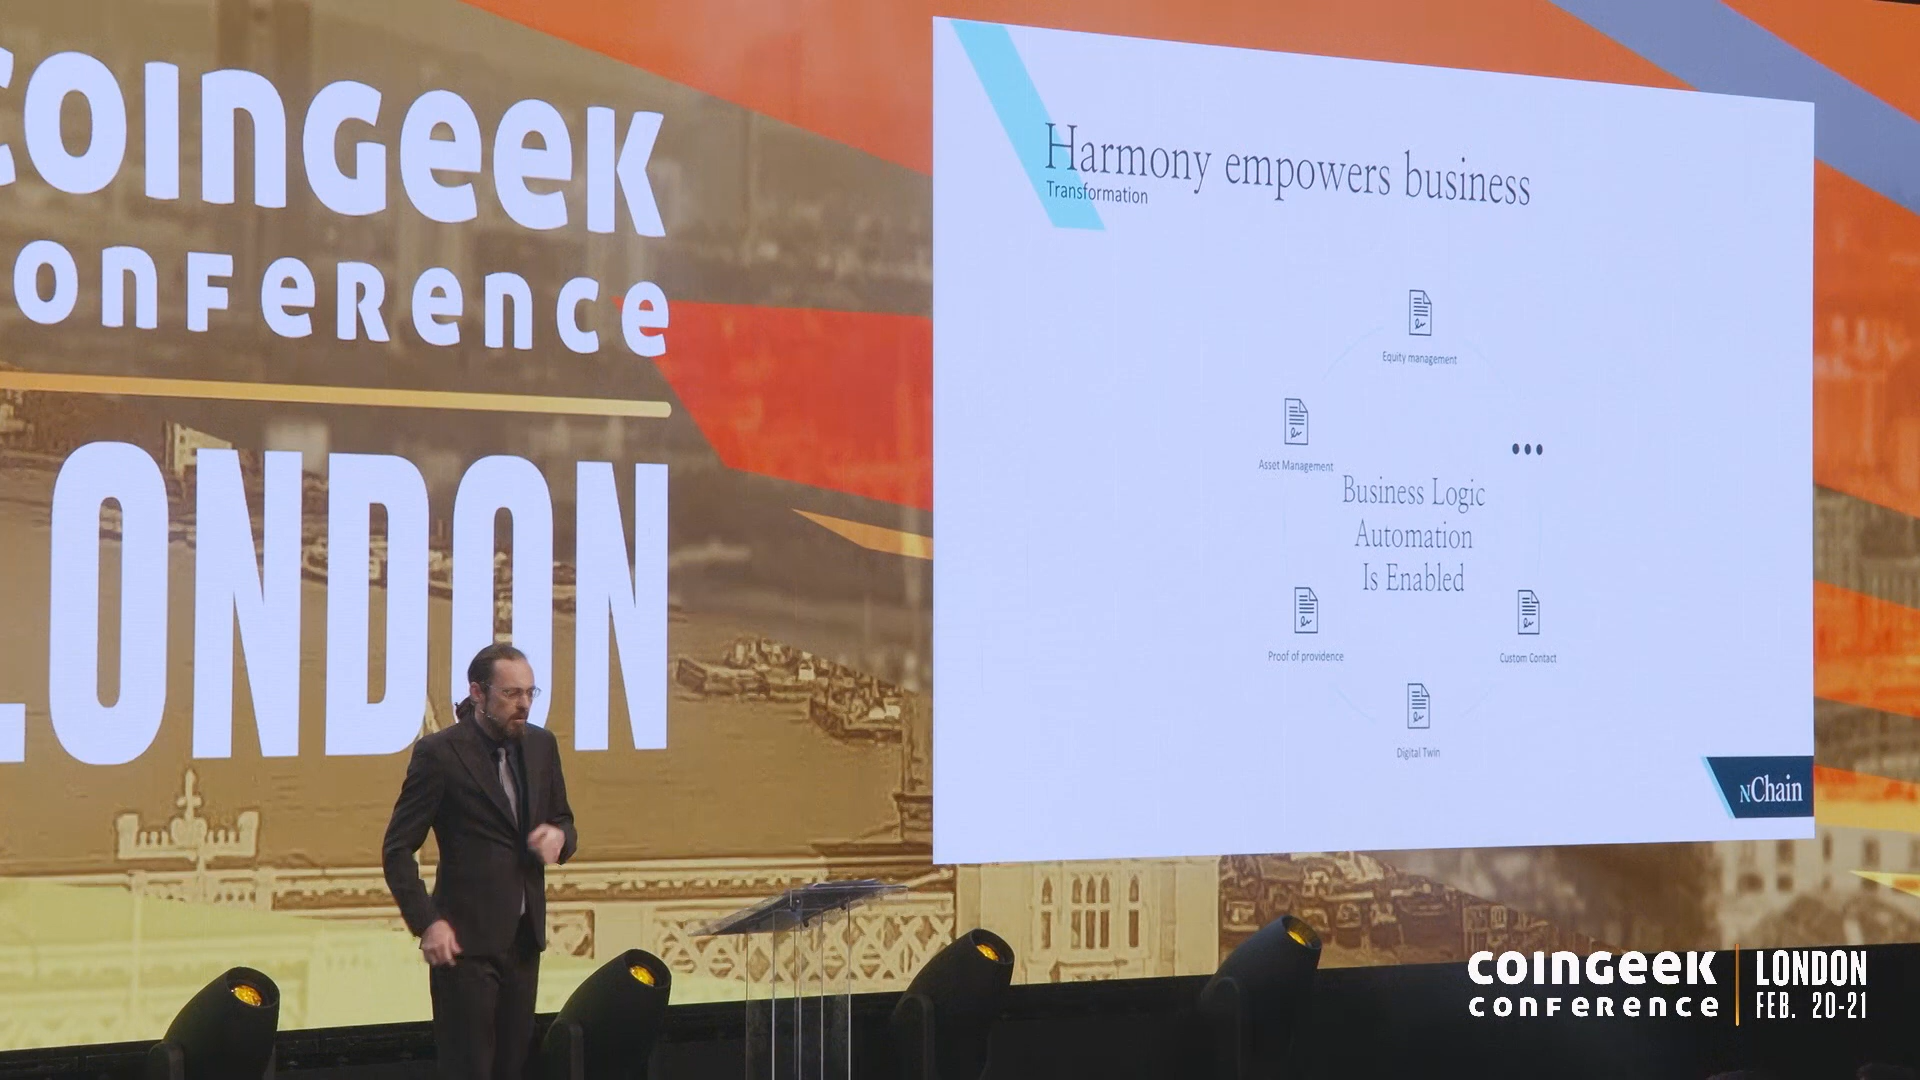 COINGEEK
CONFERENCE
LONDON
Harmony empowers business
Transformation
Equity management
Asset Management
•••
Business Logic
Automation
Is Enabled
Proof of providence
Custom Contact
Digital Twin
nChain
COINGEEK
CONFERENCE
LONDON
FEB. 20-21